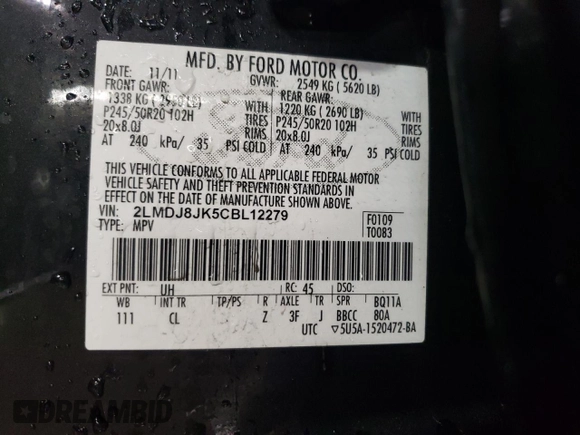 MFD. BY FORD MOTOR CO.
DATE: 11/11 GVWR: 2549 KG ( 5620 LB)
FRONT GAWR: REAR GAWR:
1338 KG ( 2950 LB) WITH 1220 KG ( 2690 LB) WITH
P245/50R20 102H TIRES P245/50R20 102H TIRES
20x8.0J RIMS 20x8.0J RIMS
AT 240 kPa/ 35 PSI COLD AT 240 kPa/ 35 PSI COLD
THIS VEHICLE CONFORMS TO ALL APPLICABLE FEDERAL MOTOR
VEHICLE SAFETY AND THEFT PREVENTION STANDARDS IN
EFFECT ON THE DATE OF MANUFACTURE SHOWN ABOVE.
VIN: 2LMDJ8JK5CBL12279 F0109
TYPE: MPV T0083
EXT PNT: UH RC: 45 DSO:
WB INT TR TP/PS R AXLE TR SPR BQ11A
111 CL Z 3F J BBCC 80A
UTC ▽5U5A-1520472-BA
DREAMBID